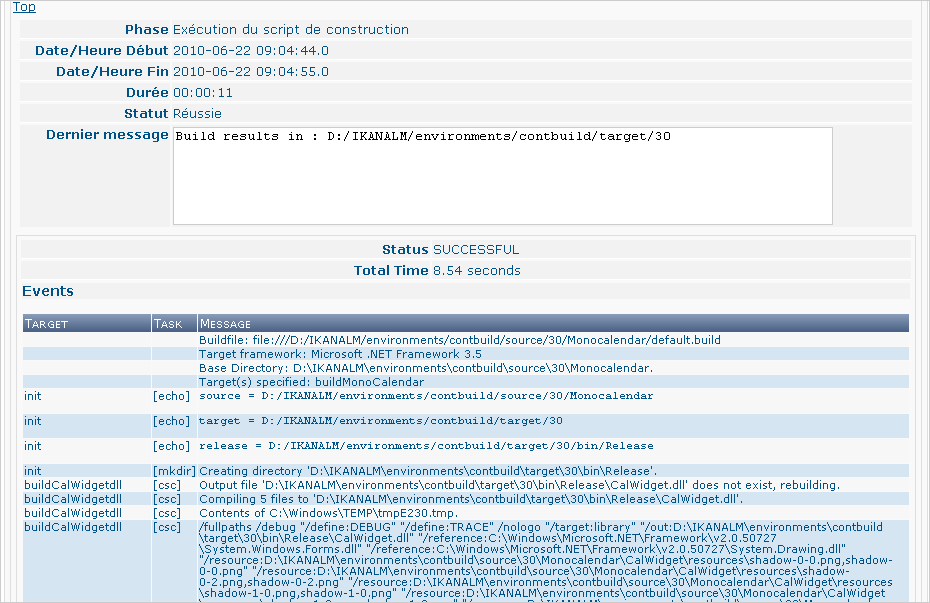 Top
Phase Exécution du script de construction
Date/Heure Début 2010-06-22 09:04:44.0
Date/Heure Fin 2010-06-22 09:04:55.0
Durée 00:00:11
Statut Réussie
Dernier message Build results in : D:/IKANALM/environments/contbuild/target/30
Status SUCCESSFUL
Total Time 8.54 seconds
Events
TARGET TASK MESSAGE
Buildfile: file:///D:/IKANALM/environments/contbuild/source/30/Monocalendar/default.build
Target framework: Microsoft .NET Framework 3.5
Base Directory: D:\IKANALM\environments\contbuild\source\30\Monocalendar.
Target(s) specified: buildMonoCalendar
init [echo] source = D:/IKANALM/environments/contbuild/source/30/Monocalendar
init [echo] target = D:/IKANALM/environments/contbuild/target/30
init [echo] release = D:/IKANALM/environments/contbuild/target/30/bin/Release
init [mkdir] Creating directory 'D:\IKANALM\environments\contbuild\target\30\bin\Release'.
buildCalWidgetdll [csc] Output file 'D:\IKANALM\environments\contbuild\target\30\bin\Release\CalWidget.dll' does not exist, rebuilding.
buildCalWidgetdll [csc] Compiling 5 files to 'D:\IKANALM\environments\contbuild\target\30\bin\Release\CalWidget.dll'.
buildCalWidgetdll [csc] Contents of C:\Windows\TEMP\tmpE230.tmp.
buildCalWidgetdll [csc] /fullpaths /debug "/define:DEBUG" "/define:TRACE" /nologo "/target:library" "/out:D:\IKANALM\environments\contbuild
\target\30\bin\Release\CalWidget.dll" "/reference:C:\Windows\Microsoft.NET\Framework\v2.0.50727
\System.Windows.Forms.dll" "/reference:C:\Windows\Microsoft.NET\Framework\v2.0.50727\System.Drawing.dll"
"/resource:D:\IKANALM\environments\contbuild\source\30\Monocalendar\CalWidget\resources\shadow-0-0.png,shadow-
0-0.png" "/resource:D:\IKANALM\environments\contbuild\source\30\Monocalendar\CalWidget\resources\shadow-
0-2.png,shadow-0-2.png" "/resource:D:\IKANALM\environments\contbuild\source\30\Monocalendar\CalWidget\resources
\shadow-1-0.png,shadow-1-0.png" "/resource:D:\IKANALM\environments\contbuild\source\30\Monocalendar\CalWidget